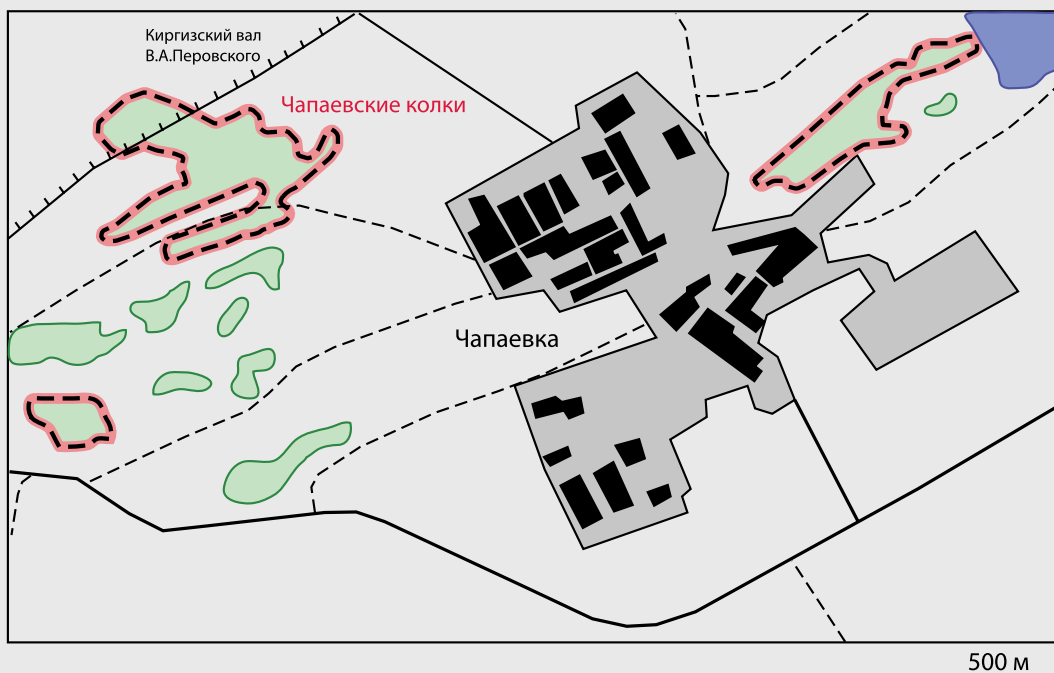 Киргизский вал
В.А.Перовского
Чапаевские колки
Чапаевка
500 м